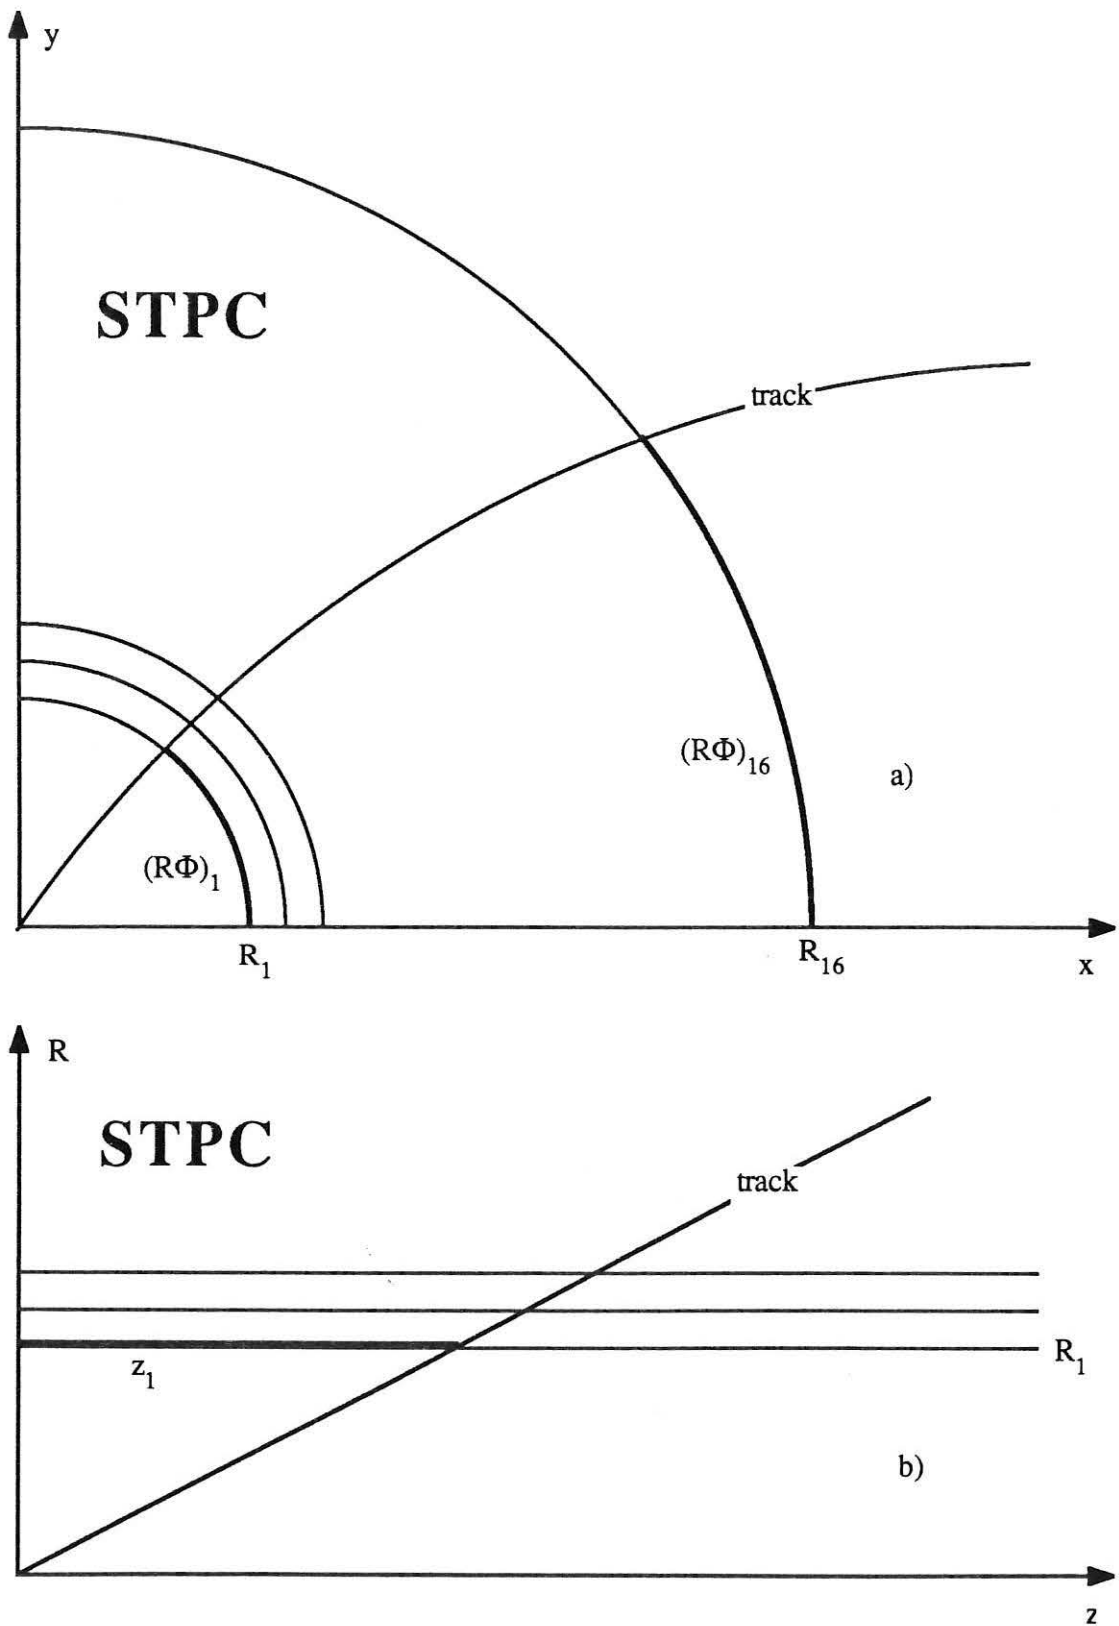 y
STPC
track
(RΦ)₁₆
a)
(RΦ)₁
R₁
R₁₆
x
R
STPC
track
z₁
R₁
b)
z